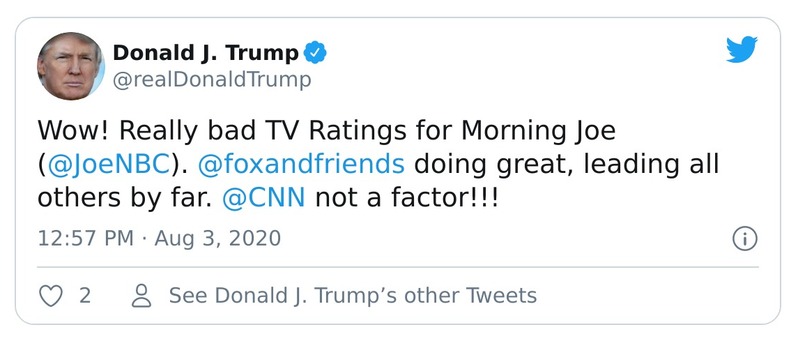 Donald J. Trump
@realDonaldTrump
Wow! Really bad TV Ratings for Morning Joe
(@JoeNBC). @foxandfriends doing great, leading all
others by far. @CNN not a factor!!!
12:57 PM · Aug 3, 2020
2 See Donald J. Trump’s other Tweets